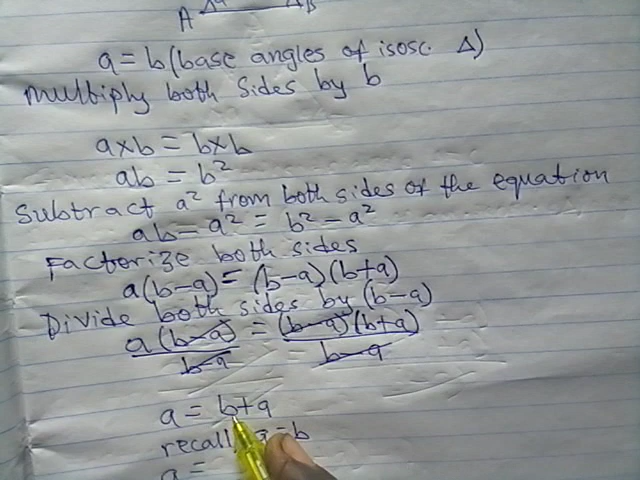 A B
a = b (base angles of isosc. Δ)
multiply both sides by b
a x b = b x b
ab = b²
Subtract a² from both sides of the equation
ab - a² = b² - a²
Factorize both sides
a(b-a) = (b-a)(b+a)
Divide both sides by (b-a)
a(b-a) = (b-a)(b+a)
b-a b-a
a = b+a
recall a = b
a =